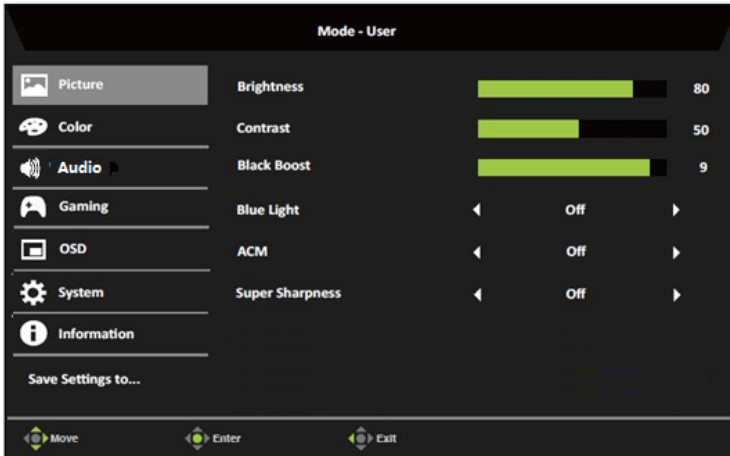 Mode - User
Picture
Brightness 80
Color
Contrast 50
Audio
Black Boost 9
Gaming
Blue Light Off
OSD
ACM Off
System
Super Sharpness Off
Information
Save Settings to...
Move Enter Exit